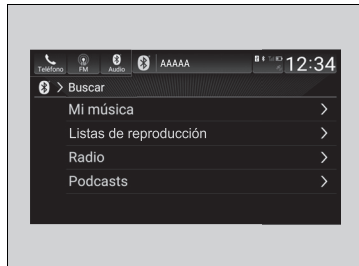 AAAAA
12:34
Teléfono FM Audio
> Buscar
Mi música >
Listas de reproducción >
Radio >
Podcasts >